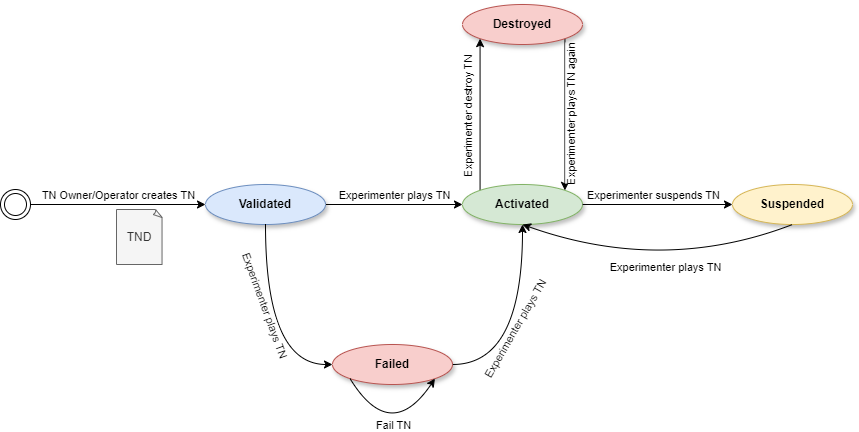 Destroyed
Experimenter destroy TN
Experimenter plays TN again
TN Owner/Operator creates TN
TND
Validated
Experimenter plays TN
Activated
Experimenter suspends TN
Suspended
Experimenter plays TN
Experimenter plays TN
Failed
Experimenter plays TN
Fail TN